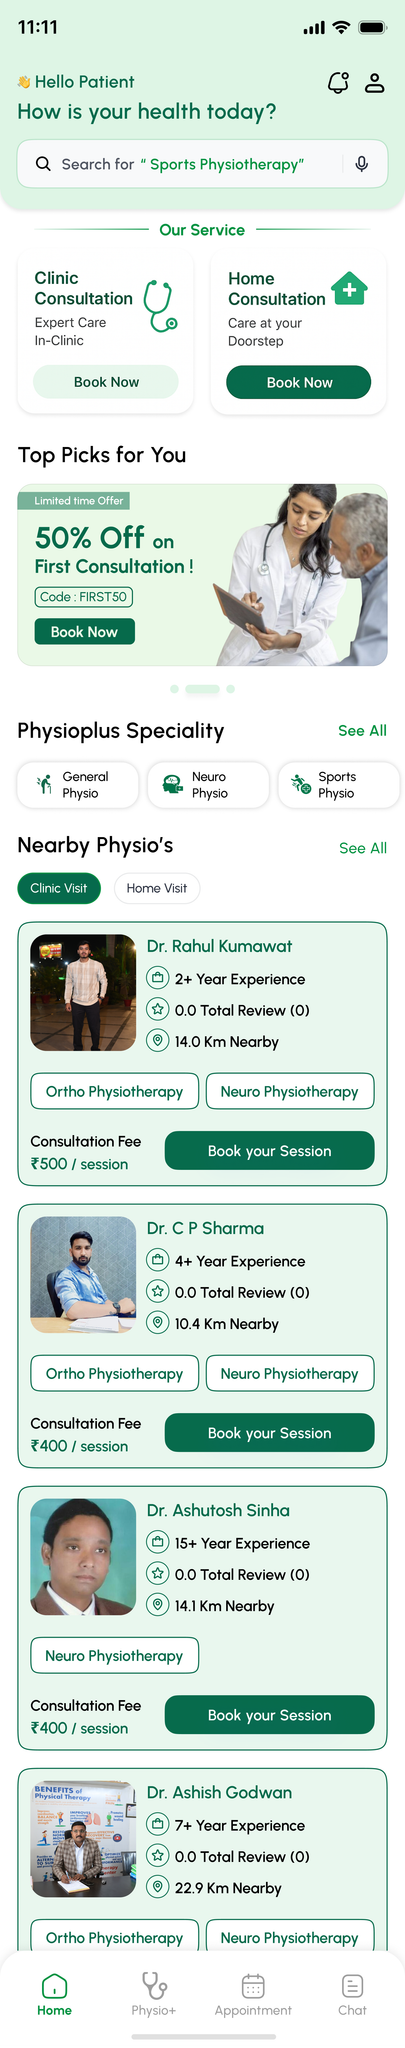 11:11
👋 Hello Patient
How is your health today?
Search for “ Sports Physiotherapy”
Our Service
Clinic
Consultation
Expert Care
In-Clinic
Book Now
Home
Consultation
Care at your
Doorstep
Book Now
Top Picks for You
Limited time Offer
50% Off on
First Consultation !
Code : FIRST50
Book Now
Physioplus Speciality
See All
General
Physio
Neuro
Physio
Sports
Physio
Nearby Physio’s
See All
Clinic Visit
Home Visit
Dr. Rahul Kumawat
2+ Year Experience
0.0 Total Review (0)
14.0 Km Nearby
Ortho Physiotherapy
Neuro Physiotherapy
Consultation Fee
₹500 / session
Book your Session
Dr. C P Sharma
4+ Year Experience
0.0 Total Review (0)
10.4 Km Nearby
Ortho Physiotherapy
Neuro Physiotherapy
Consultation Fee
₹400 / session
Book your Session
Dr. Ashutosh Sinha
15+ Year Experience
0.0 Total Review (0)
14.1 Km Nearby
Neuro Physiotherapy
Consultation Fee
₹400 / session
Book your Session
BENEFITS of
Physical Therapy
Dr. Ashish Godwan
7+ Year Experience
0.0 Total Review (0)
22.9 Km Nearby
Ortho Physiotherapy
Neuro Physiotherapy
Home
Physio+
Appointment
Chat